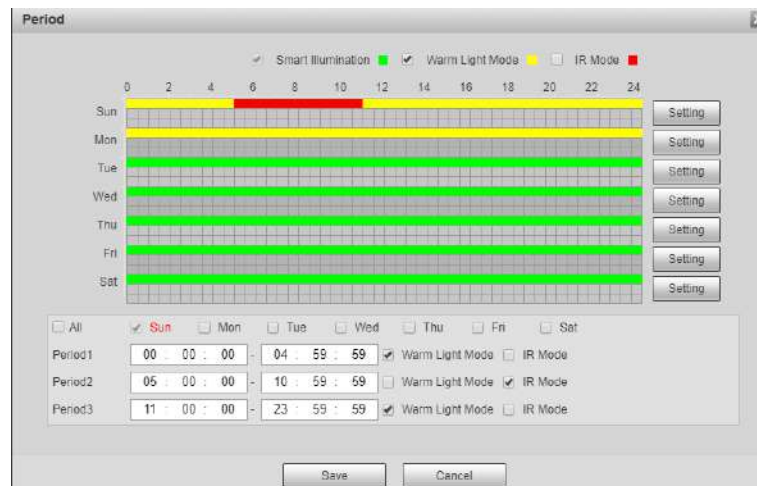 Period
Smart Illumination Warm Light Mode IR Mode
0 2 4 6 8 10 12 14 16 18 20 22 24
Sun Setting
Mon Setting
Tue Setting
Wed Setting
Thu Setting
Fri Setting
Sat Setting
All Sun Mon Tue Wed Thu Fri Sat
Period1 00 : 00 : 00 - 04 : 59 : 59 Warm Light Mode IR Mode
Period2 05 : 00 : 00 - 10 : 59 : 59 Warm Light Mode IR Mode
Period3 11 : 00 : 00 - 23 : 59 : 59 Warm Light Mode IR Mode
Save Cancel